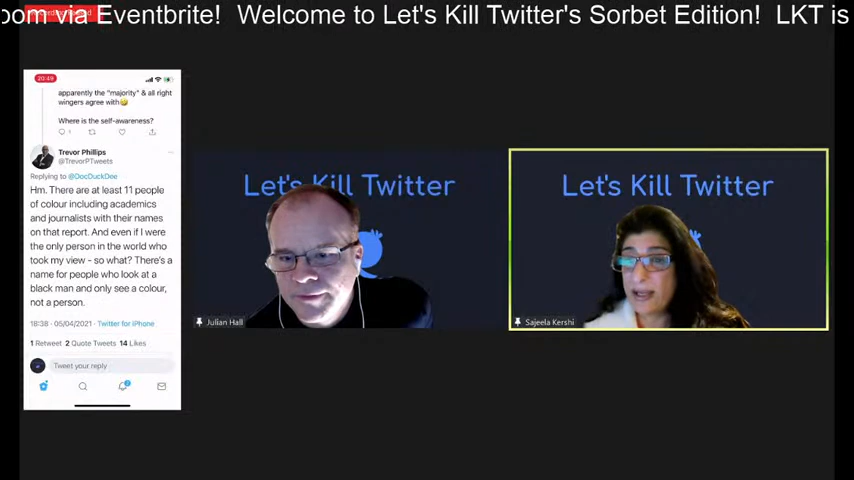 oom via Eventbrite!  Welcome to Let's Kill Twitter's Sorbet Edition!  LKT is
20:49
apparently the "majority" & all right
wingers agree with🤣
Where is the self-awareness?
1
Trevor Phillips
@TrevorPTweets
Replying to @DocDuckDee
Hm. There are at least 11 people
of colour including academics
and journalists with their names
on that report. And even if I were
the only person in the world who
took my view - so what? There's a
name for people who look at a
black man and only see a colour,
not a person.
18:38 · 05/04/2021 · Twitter for iPhone
1 Retweet  2 Quote Tweets  14 Likes
Tweet your reply
2
Let's Kill Twitter
Julian Hall
Let's Kill Twitter
Sajeela Kershi